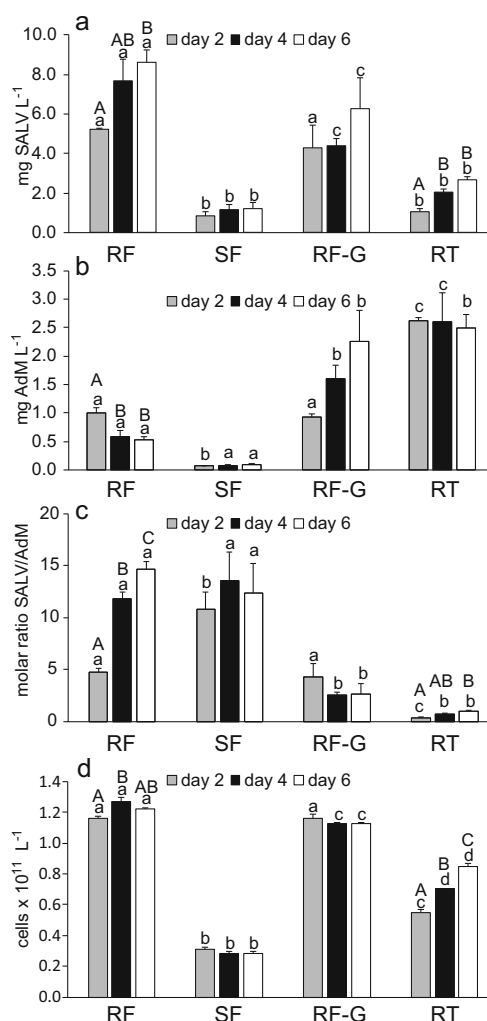 a
day 2 day 4 day 6
mg SALV L-1
10.0
8.0
6.0
4.0
2.0
0.0
A
a
AB
a
B
a
b b b
a c c
A
b
B
b
B
b
RF SF RF-G RT
b
day 2 day 4 day 6
mg AdM L-1
3.5
3.0
2.5
2.0
1.5
1.0
0.5
0.0
A
a
B
a
B
a
b a a
a b b
c c b
RF SF RF-G RT
c
day 2 day 4 day 6
molar ratio SALV/AdM
20
15
10
5
0
A
a
B
a
C
a
b a a
a b b
A
c
AB
b
B
b
RF SF RF-G RT
d
day 2 day 4 day 6
cells x 10¹¹ L-1
1.4
1.2
1.0
0.8
0.6
0.4
0.2
0.0
A
a
B
a
AB
a
b b b
a c c
A
c
B
d
C
d
RF SF RF-G RT